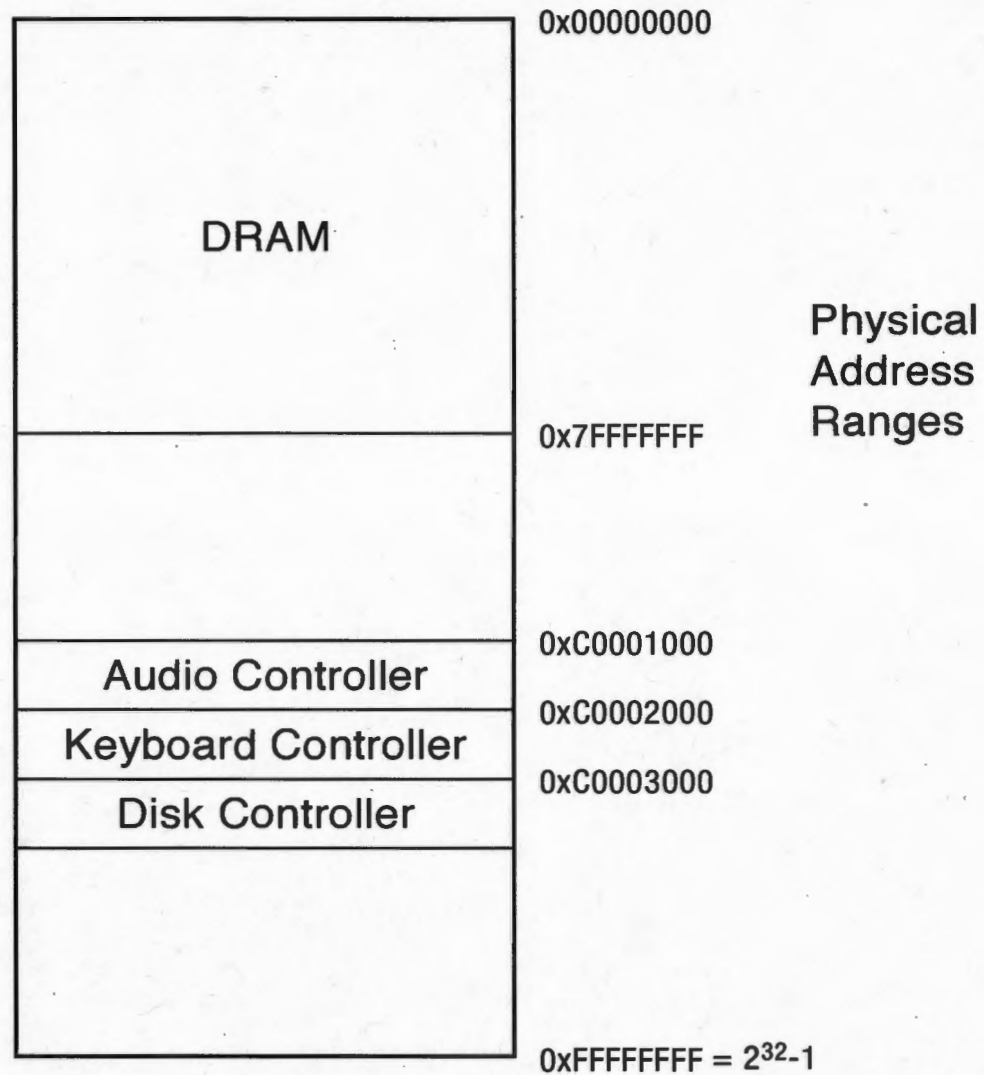 0x00000000
DRAM
Physical
Address
Ranges
0x7FFFFFFF
0xC0001000
Audio Controller
0xC0002000
Keyboard Controller
0xC0003000
Disk Controller
0xFFFFFFFF = 2³²-1